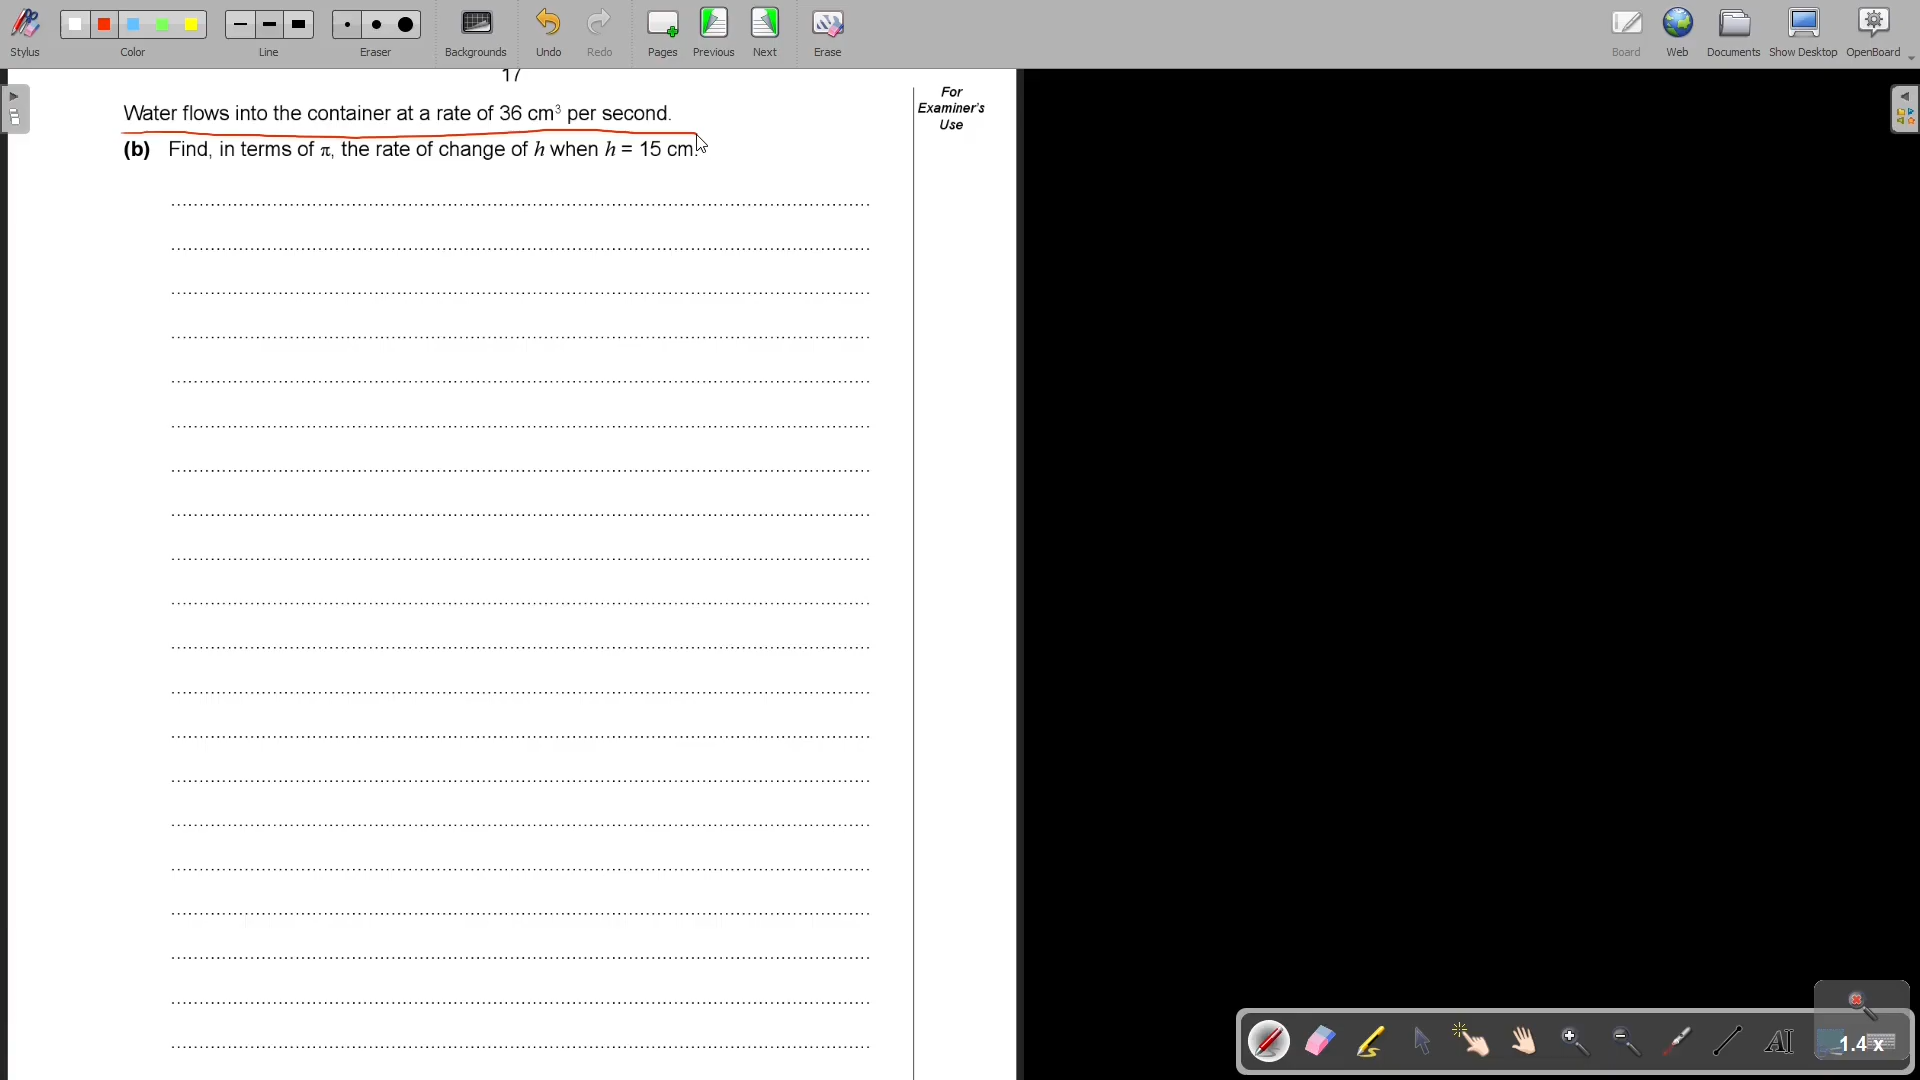 Stylus
Color
Line
Eraser
Backgrounds
Undo
Redo
Pages
Previous
Next
Erase
Board
Web
Documents
Show Desktop
OpenBoard
17
For
Examiner's
Use
Water flows into the container at a rate of 36 cm³ per second.
(b) Find, in terms of π, the rate of change of h when h = 15 cm.
AI
1.4 x